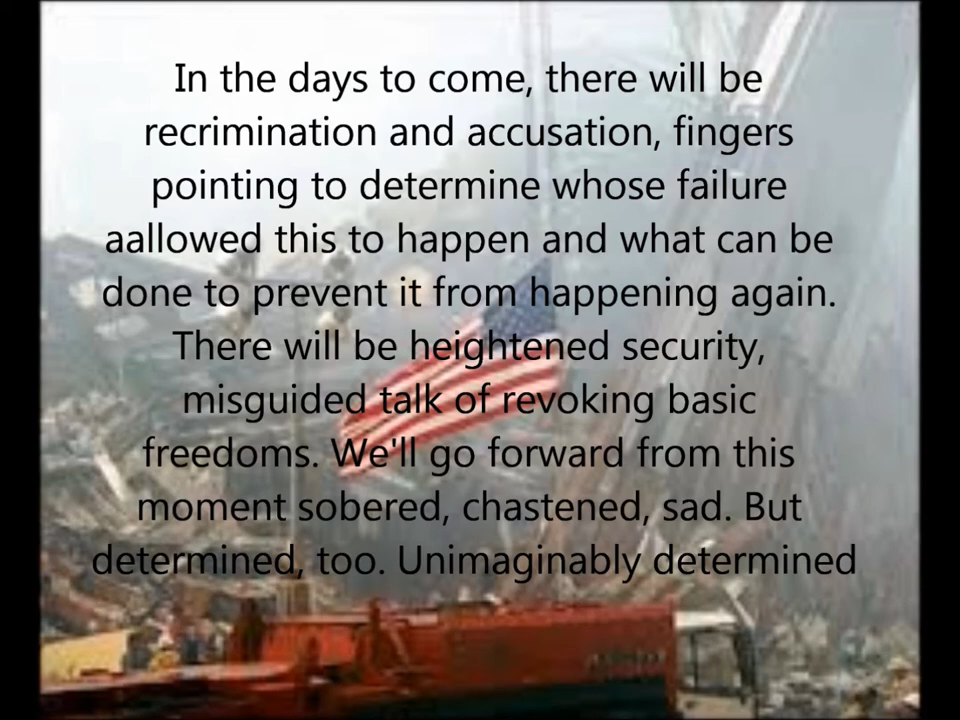 In the days to come, there will be
recrimination and accusation, fingers
pointing to determine whose failure
aallowed this to happen and what can be
done to prevent it from happening again.
There will be heightened security,
misguided talk of revoking basic
freedoms. We'll go forward from this
moment sobered, chastened, sad. But
determined, too. Unimaginably determined